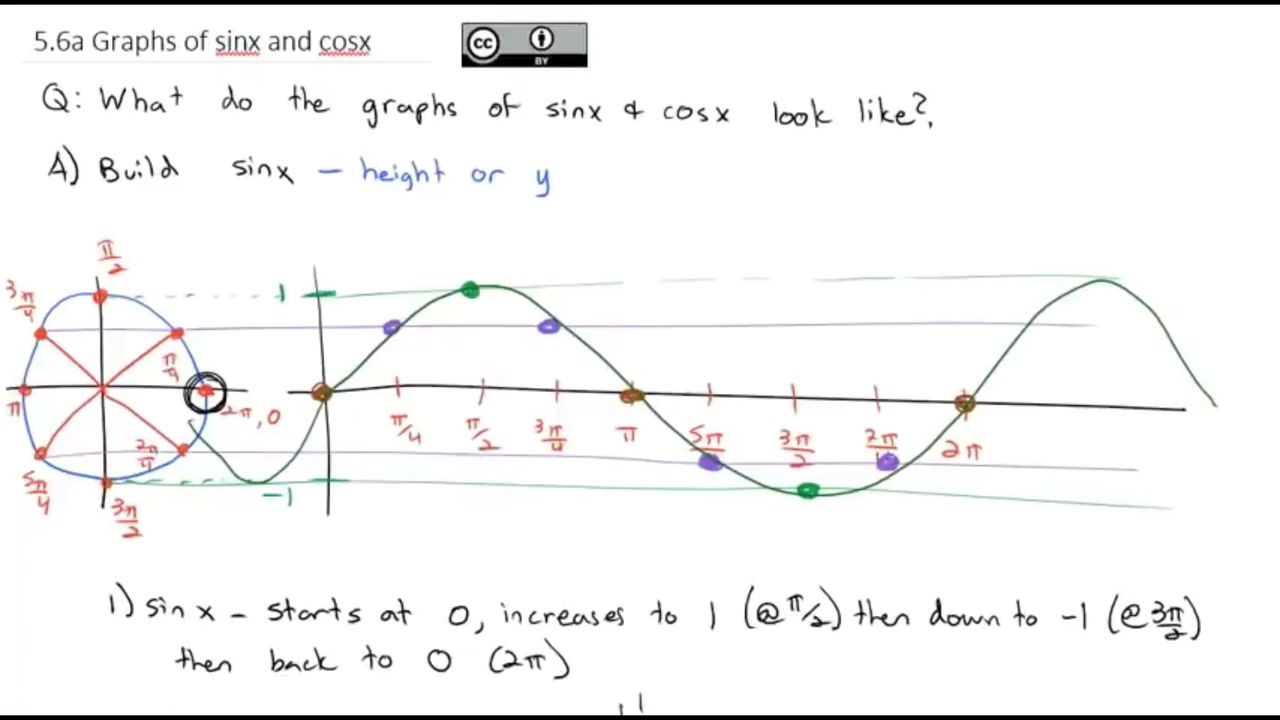 5.6a Graphs of sinx and cosx
cc BY
Q: What do the graphs of sinx & cosx look like?,
A) Build sinx - height or y
π/2
3π/4
1
π/4
π
2π, 0
π/4 π/2 3π/4 π 5π/ 3π/2 7π/ 2π
7π/4
5π/4
3π/2
-1
1) sinx - starts at 0, increases to 1 (@ π/2) then down to -1 (@ 3π/2)
then back to 0 (2π)